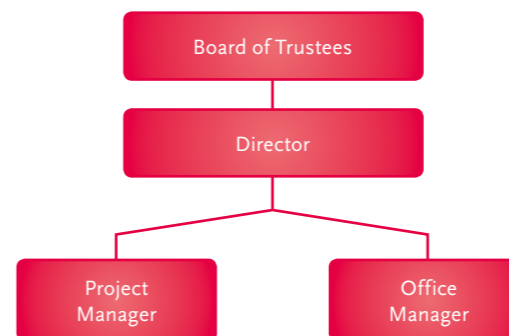 Board of Trustees
Director
Project
Manager
Office
Manager